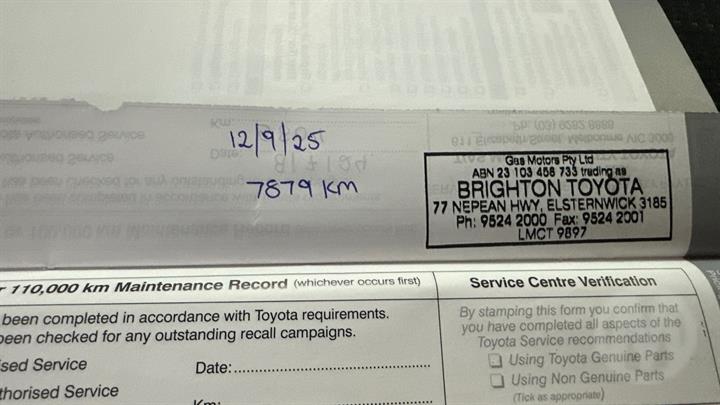 12/9/25
7879 KM
Gas Motors Pty Ltd
ABN 23 103 456 733 trading as
BRIGHTON TOYOTA
77 NEPEAN HWY, ELSTERNWICK 3185
Ph: 9524 2000 Fax: 9524 2001
LMCT 9897
r 110,000 km Maintenance Record (whichever occurs first)
been completed in accordance with Toyota requirements.
been checked for any outstanding recall campaigns.
ised Service
Date:
thorised Service
Km:
Service Centre Verification
By stamping this form you confirm that
you have completed all aspects of the
Toyota Service recommendations
Using Toyota Genuine Parts
Using Non Genuine Parts
(Tick as appropriate)